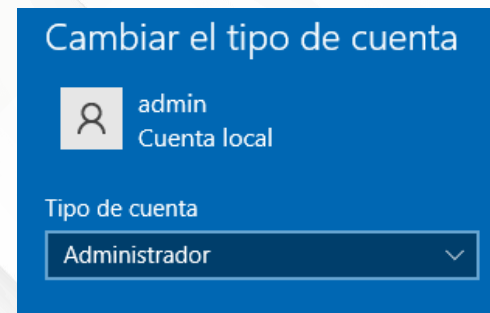 Cambiar el tipo de cuenta
admin
Cuenta local
Tipo de cuenta
Administrador